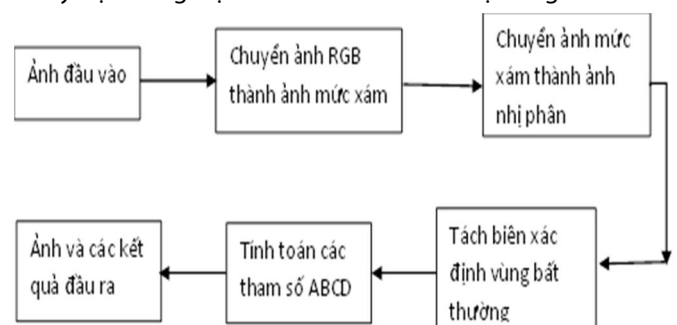 Ảnh đầu vào
Chuyển ảnh RGB
thành ảnh mức xám
Chuyển ảnh mức
xám thành ảnh
nhị phân
Tách biên xác
định vùng bất
thường
Tính toán các
tham số ABCD
Ảnh và các kết
quả đầu ra